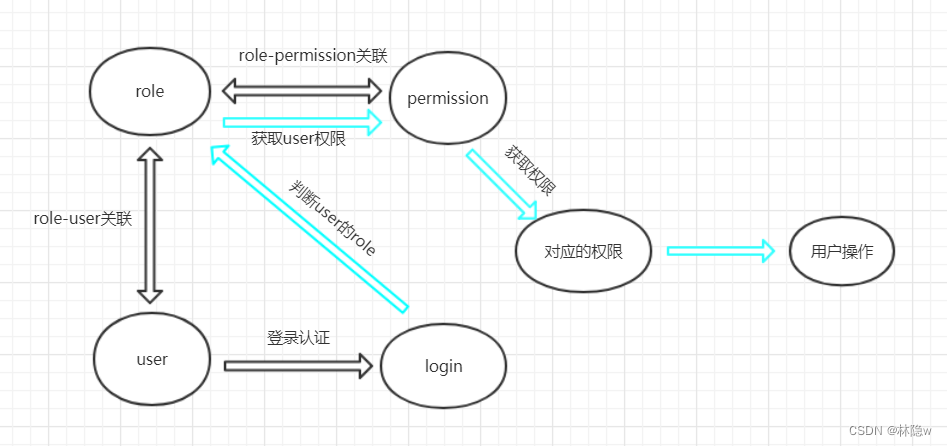 role-permission关联
role
permission
获取user权限
获取权限
判断user的role
role-user关联
对应的权限
用户操作
登录认证
user
login
CSDN @林隐w